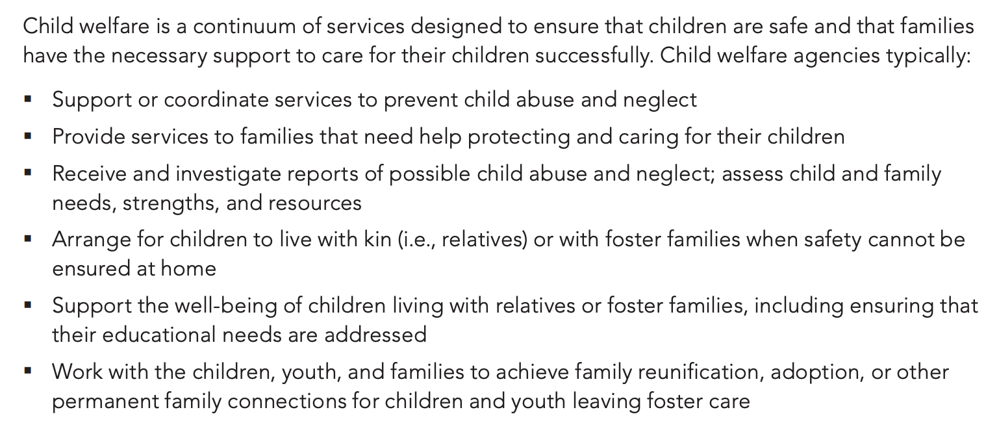 Child welfare is a continuum of services designed to ensure that children are safe and that families
have the necessary support to care for their children successfully. Child welfare agencies typically:
▪ Support or coordinate services to prevent child abuse and neglect
▪ Provide services to families that need help protecting and caring for their children
▪ Receive and investigate reports of possible child abuse and neglect; assess child and family
needs, strengths, and resources
▪ Arrange for children to live with kin (i.e., relatives) or with foster families when safety cannot be
ensured at home
▪ Support the well-being of children living with relatives or foster families, including ensuring that
their educational needs are addressed
▪ Work with the children, youth, and families to achieve family reunification, adoption, or other
permanent family connections for children and youth leaving foster care